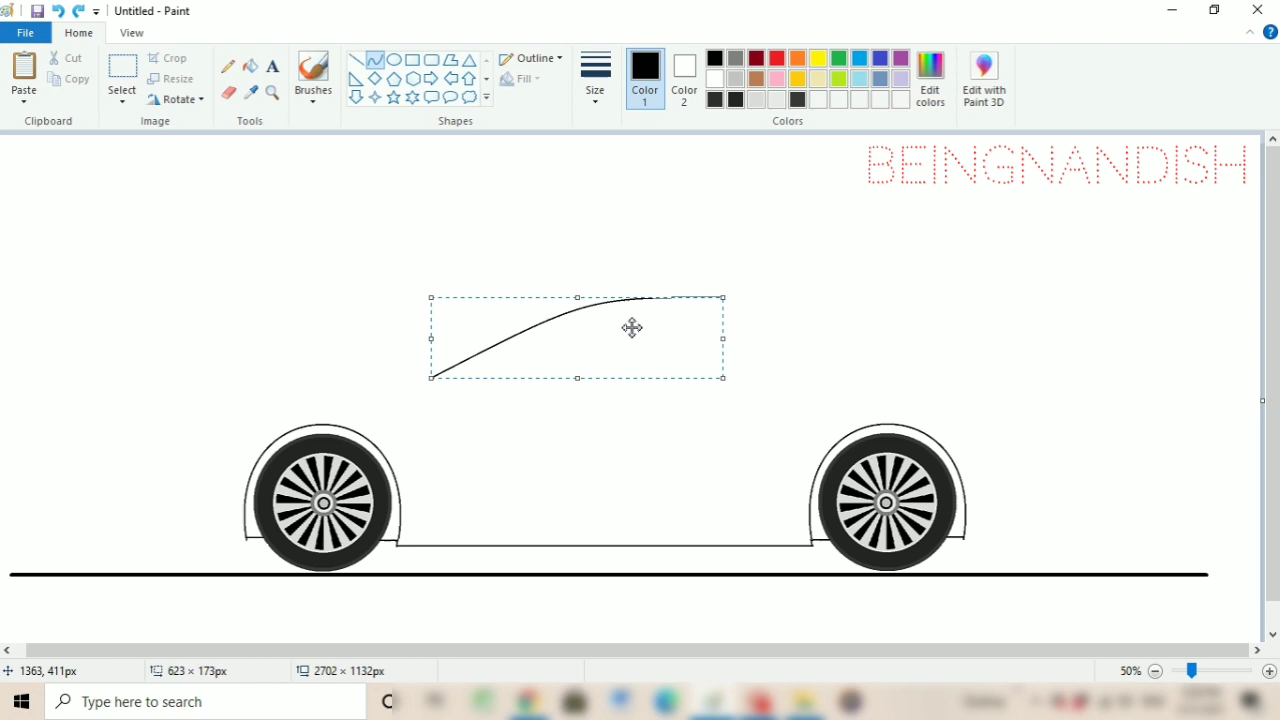 Untitled - Paint
File
Home
View
Paste
Cut
Copy
Clipboard
Select
Crop
Resize
Rotate
Image
A
Tools
Brushes
Shapes
Outline
Fill
Size
Color 1
Color 2
Colors
Edit colors
Edit with Paint 3D
BEINGNANDISH
1363, 411px
623 × 173px
2702 × 1132px
50%
Type here to search